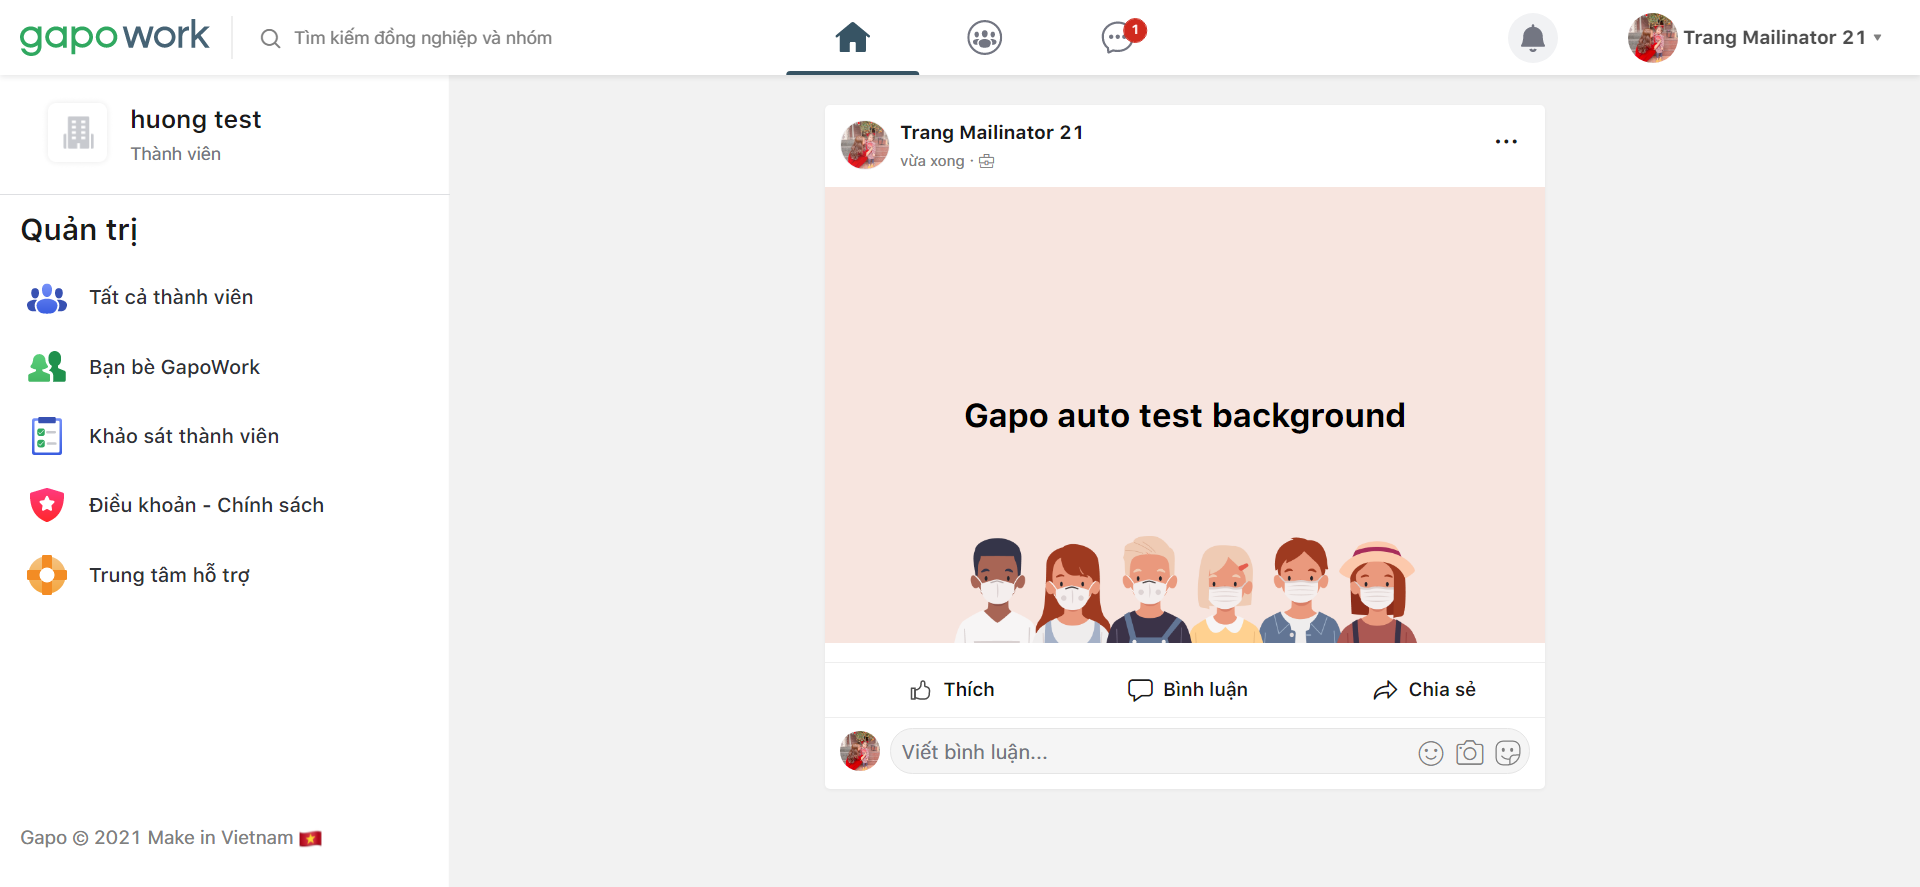 gapowork
Tìm kiếm đồng nghiệp và nhóm
1
Trang Mailinator 21
huong test
Thành viên
Quản trị
Tất cả thành viên
Bạn bè GapoWork
Khảo sát thành viên
Điều khoản - Chính sách
Trung tâm hỗ trợ
Gapo © 2021 Make in Vietnam
Trang Mailinator 21
vừa xong ·
Gapo auto test background
Thích
Bình luận
Chia sẻ
Viết bình luận...